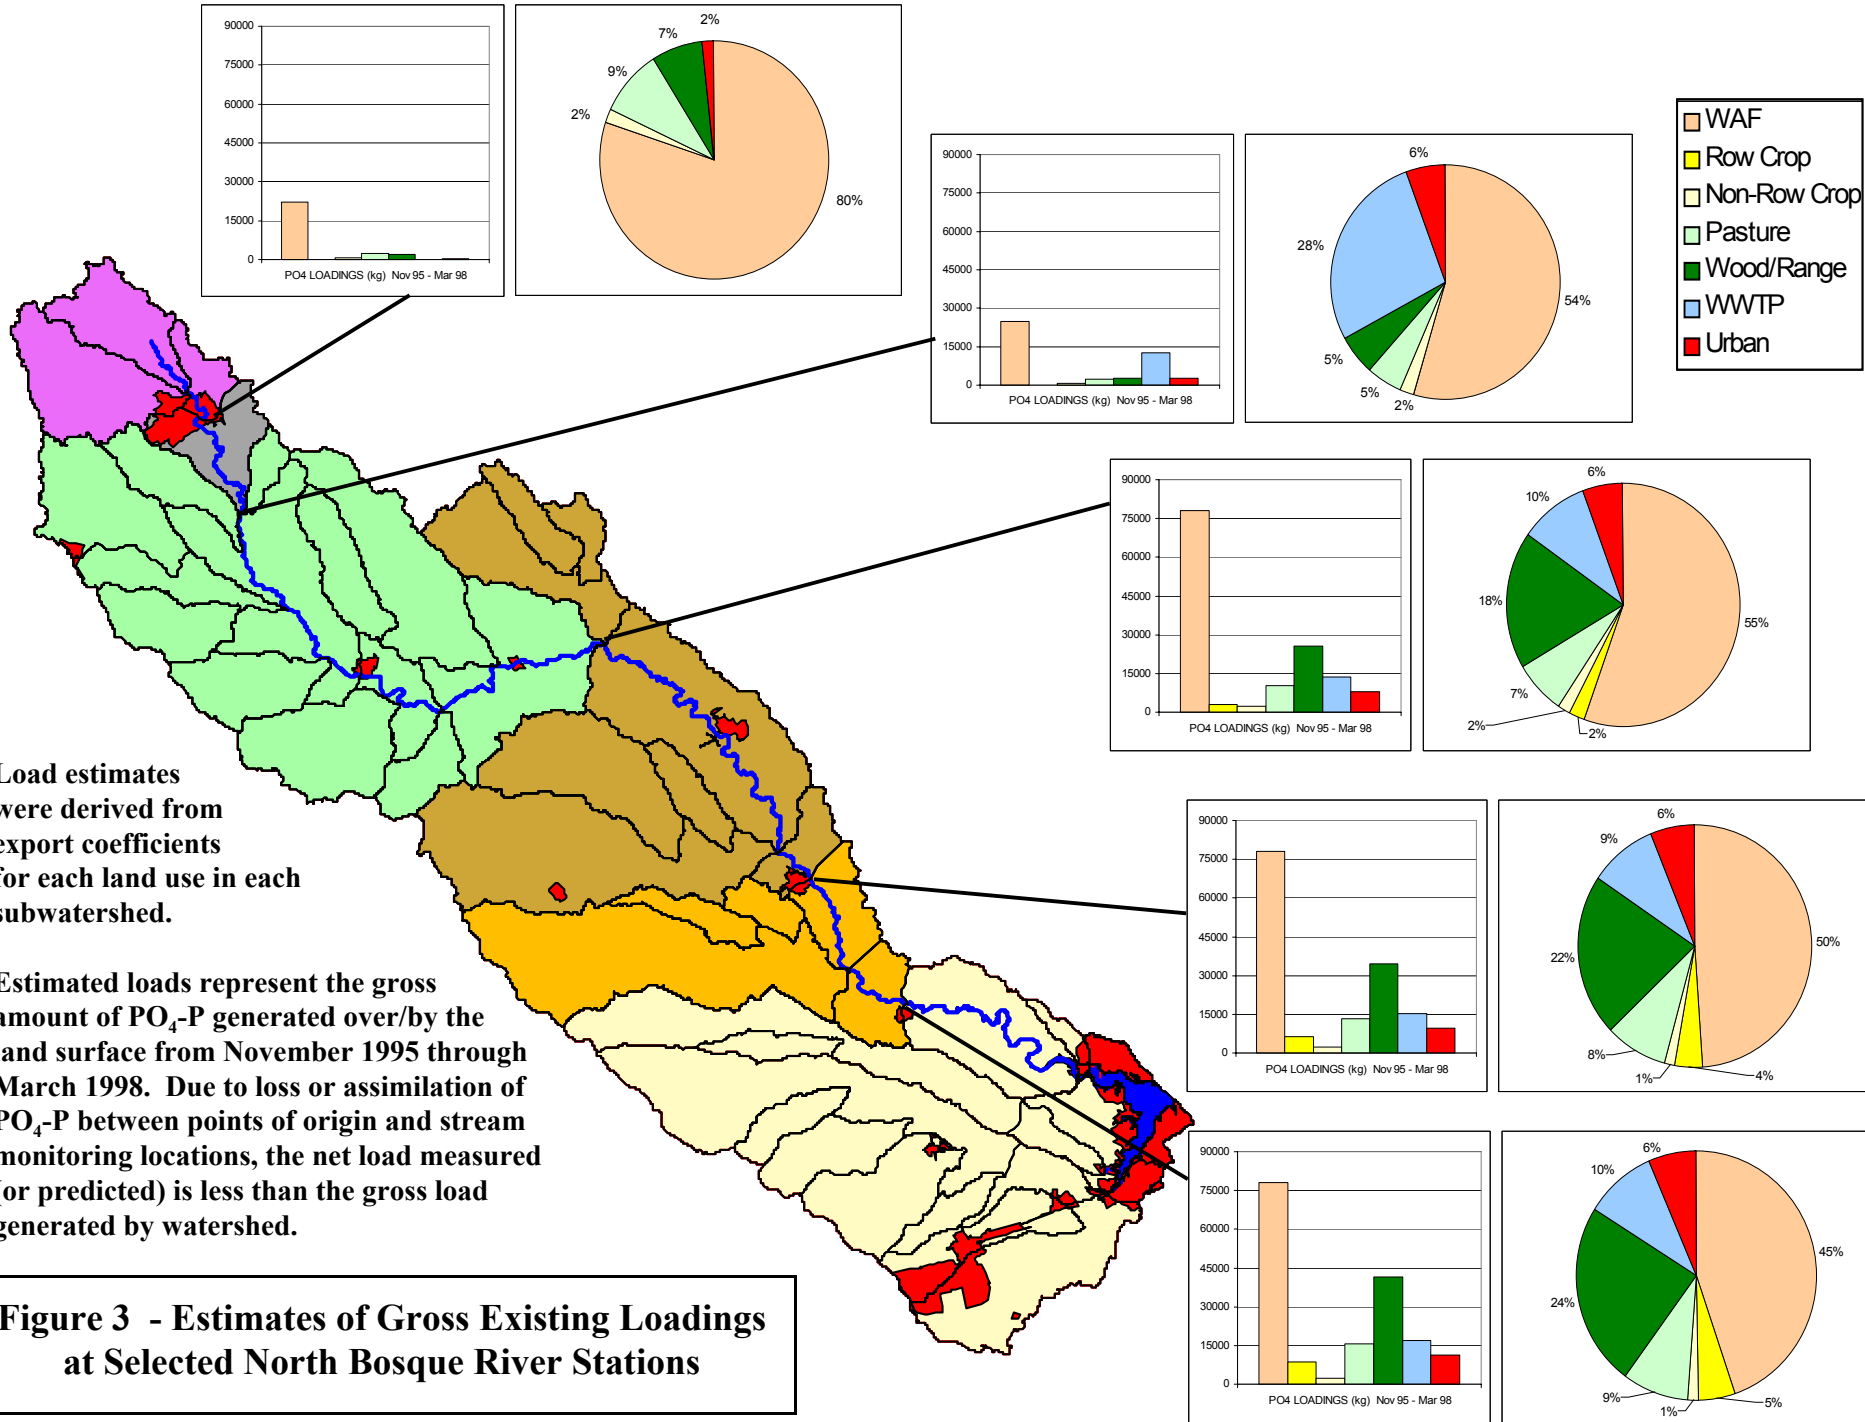 90000
75000
60000
45000
30000
15000
0
PO4 LOADINGS (kg) Nov 95 - Mar 98
2%
7%
9%
2%
80%
90000
75000
60000
45000
30000
15000
0
PO4 LOADINGS (kg) Nov 95 - Mar 98
6%
28%
54%
5%
5%
2%
WAF
Row Crop
Non-Row Crop
Pasture
Wood/Range
WWTP
Urban
90000
75000
60000
45000
30000
15000
0
PO4 LOADINGS (kg) Nov 95 - Mar 98
6%
10%
18%
55%
7%
2%
2%
90000
75000
60000
45000
30000
15000
0
PO4 LOADINGS (kg) Nov 95 - Mar 98
6%
9%
50%
22%
8%
1%
4%
90000
75000
60000
45000
30000
15000
0
PO4 LOADINGS (kg) Nov 95 - Mar 98
6%
10%
45%
24%
9%
1%
5%
Load estimates
were derived from
export coefficients
for each land use in each
subwatershed.
Estimated loads represent the gross
amount of PO₄-P generated over/by the
land surface from November 1995 through
March 1998. Due to loss or assimilation of
PO₄-P between points of origin and stream
monitoring locations, the net load measured
(or predicted) is less than the gross load
generated by watershed.
Figure 3 - Estimates of Gross Existing Loadings
at Selected North Bosque River Stations